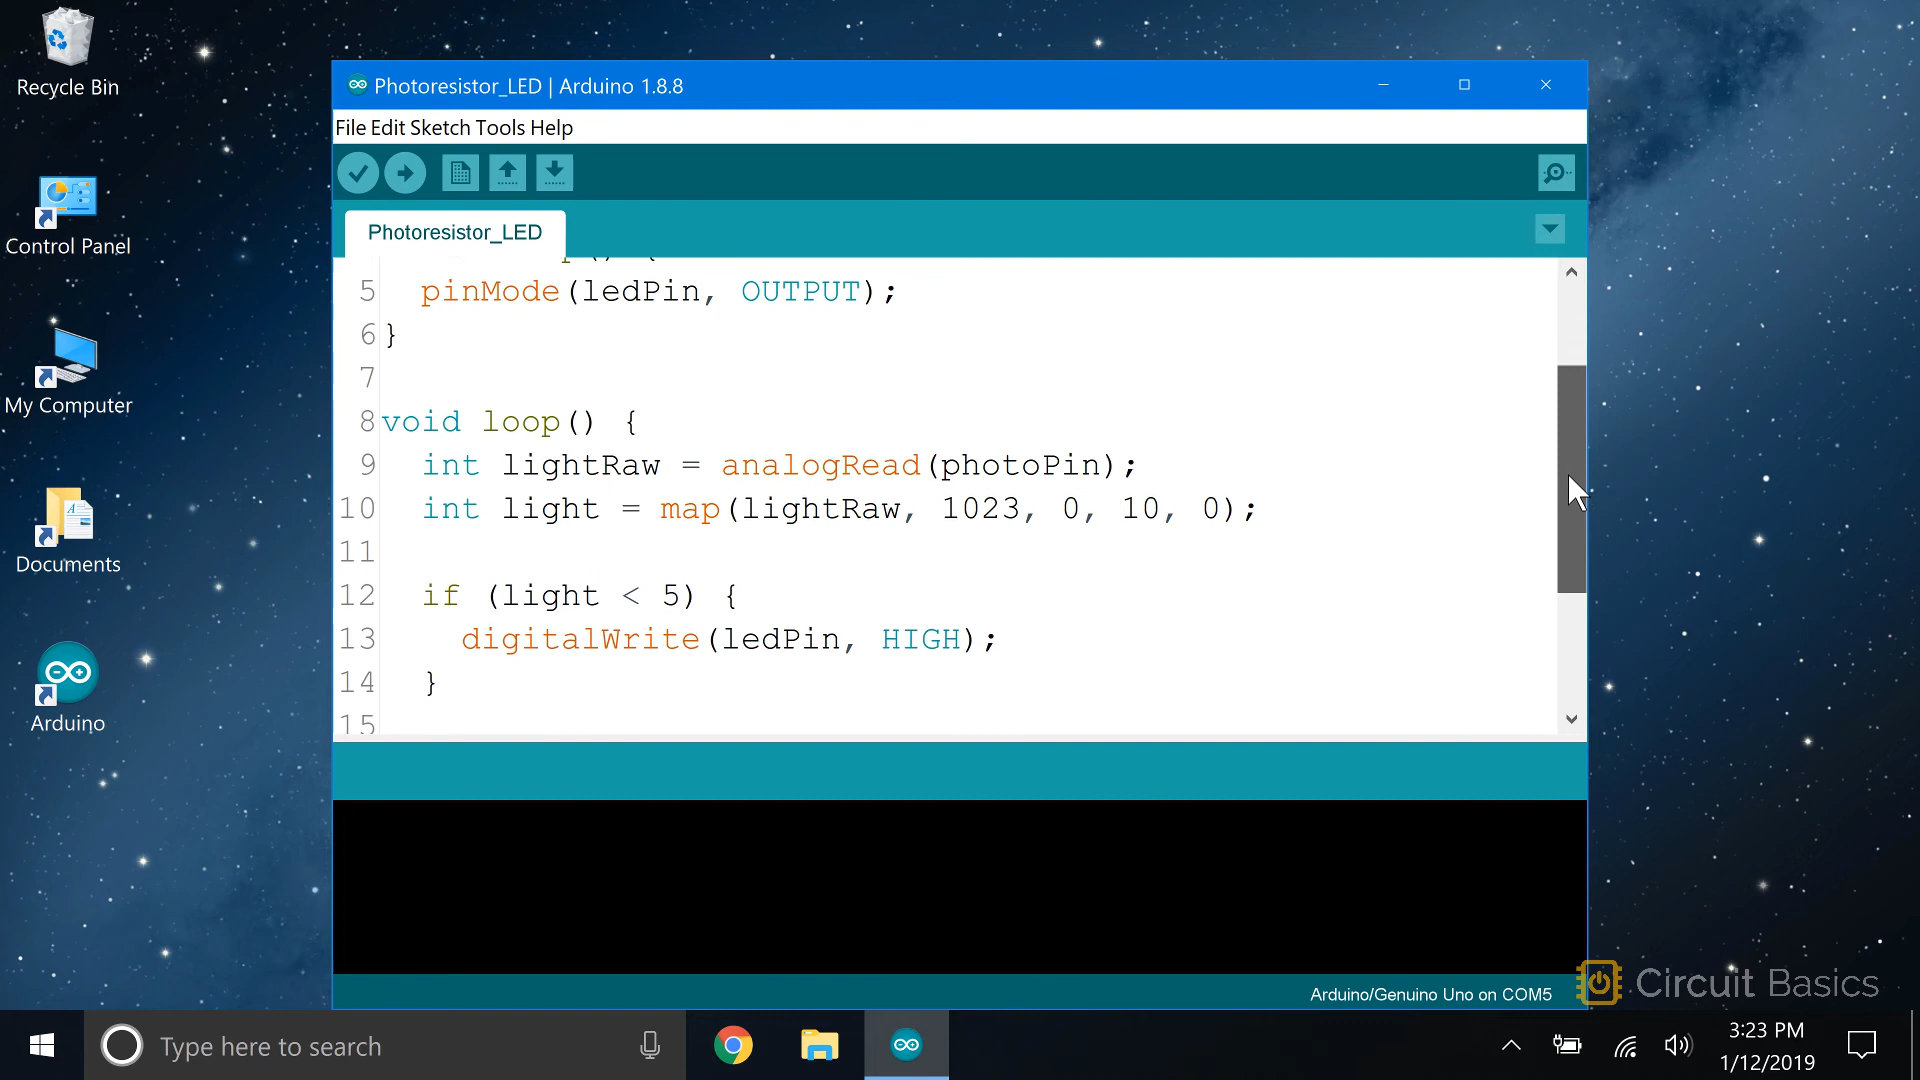 Recycle Bin
Control Panel
My Computer
Documents
Arduino
Photoresistor_LED | Arduino 1.8.8
File Edit Sketch Tools Help
Photoresistor_LED
5 pinMode(ledPin, OUTPUT);
6 }
7
8 void loop() {
9 int lightRaw = analogRead(photoPin);
10 int light = map(lightRaw, 1023, 0, 10, 0);
11
12 if (light < 5) {
13 digitalWrite(ledPin, HIGH);
14 }
15
Arduino/Genuino Uno on COM5
Circuit Basics
Type here to search
3:23 PM
1/12/2019